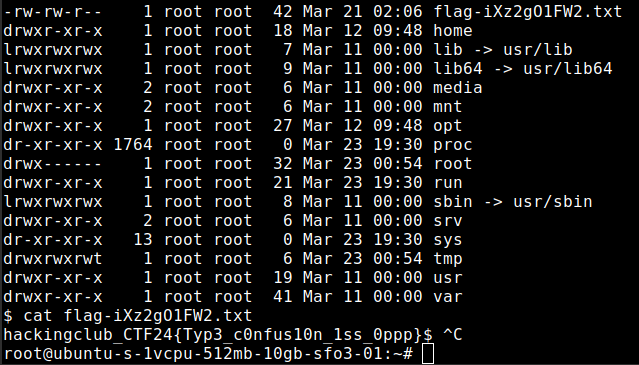 -rw-rw-r--    1 root root   42 Mar 21 02:06 flag-iXz2gO1FW2.txt
drwxr-xr-x    1 root root   18 Mar 12 09:48 home
lrwxrwxrwx    1 root root    7 Mar 11 00:00 lib -> usr/lib
lrwxrwxrwx    1 root root    9 Mar 11 00:00 lib64 -> usr/lib64
drwxr-xr-x    2 root root    6 Mar 11 00:00 media
drwxr-xr-x    2 root root    6 Mar 11 00:00 mnt
drwxr-xr-x    1 root root   27 Mar 12 09:48 opt
dr-xr-xr-x 1764 root root    0 Mar 23 19:30 proc
drwx------    1 root root   32 Mar 23 00:54 root
drwxr-xr-x    1 root root   21 Mar 23 19:30 run
lrwxrwxrwx    1 root root    8 Mar 11 00:00 sbin -> usr/sbin
drwxr-xr-x    2 root root    6 Mar 11 00:00 srv
dr-xr-xr-x   13 root root    0 Mar 23 19:30 sys
drwxrwxrwt    1 root root    6 Mar 23 00:54 tmp
drwxr-xr-x    1 root root   19 Mar 11 00:00 usr
drwxr-xr-x    1 root root   41 Mar 11 00:00 var
$ cat flag-iXz2gO1FW2.txt
hackingclub_CTF24{Typ3_c0nfus10n_1ss_0ppp}$ ^C
root@ubuntu-s-1vcpu-512mb-10gb-sfo3-01:~#